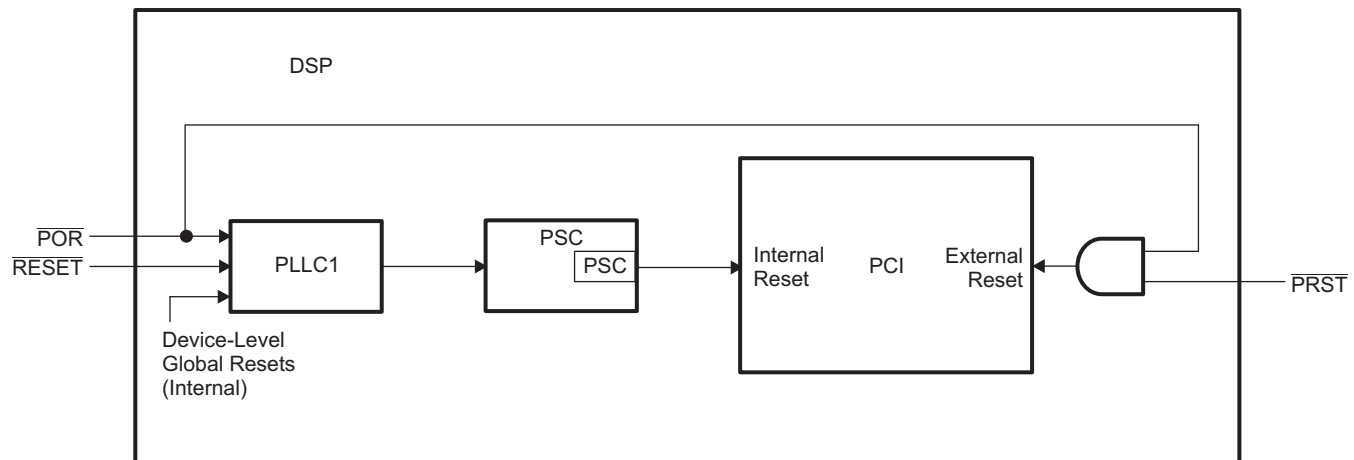 DSP
POR
RESET
PLLC1
Device-Level
Global Resets
(Internal)
PSC
PSC
Internal
Reset
PCI
External
Reset
PRST